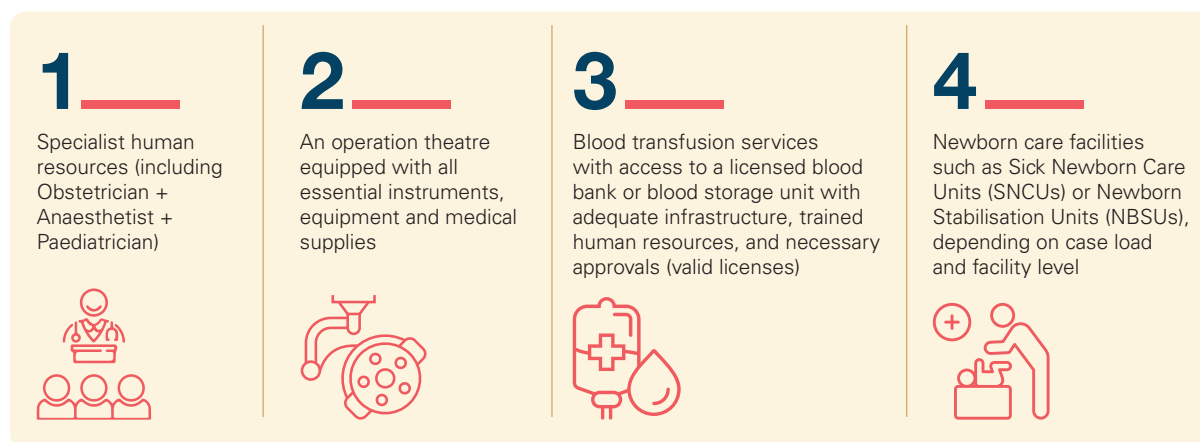 1
Specialist human
resources (including
Obstetrician +
Anaesthetist +
Paediatrician)
2
An operation theatre
equipped with all
essential instruments,
equipment and medical
supplies
3
Blood transfusion services
with access to a licensed blood
bank or blood storage unit with
adequate infrastructure, trained
human resources, and necessary
approvals (valid licenses)
4
Newborn care facilities
such as Sick Newborn Care
Units (SNCUs) or Newborn
Stabilisation Units (NBSUs),
depending on case load
and facility level